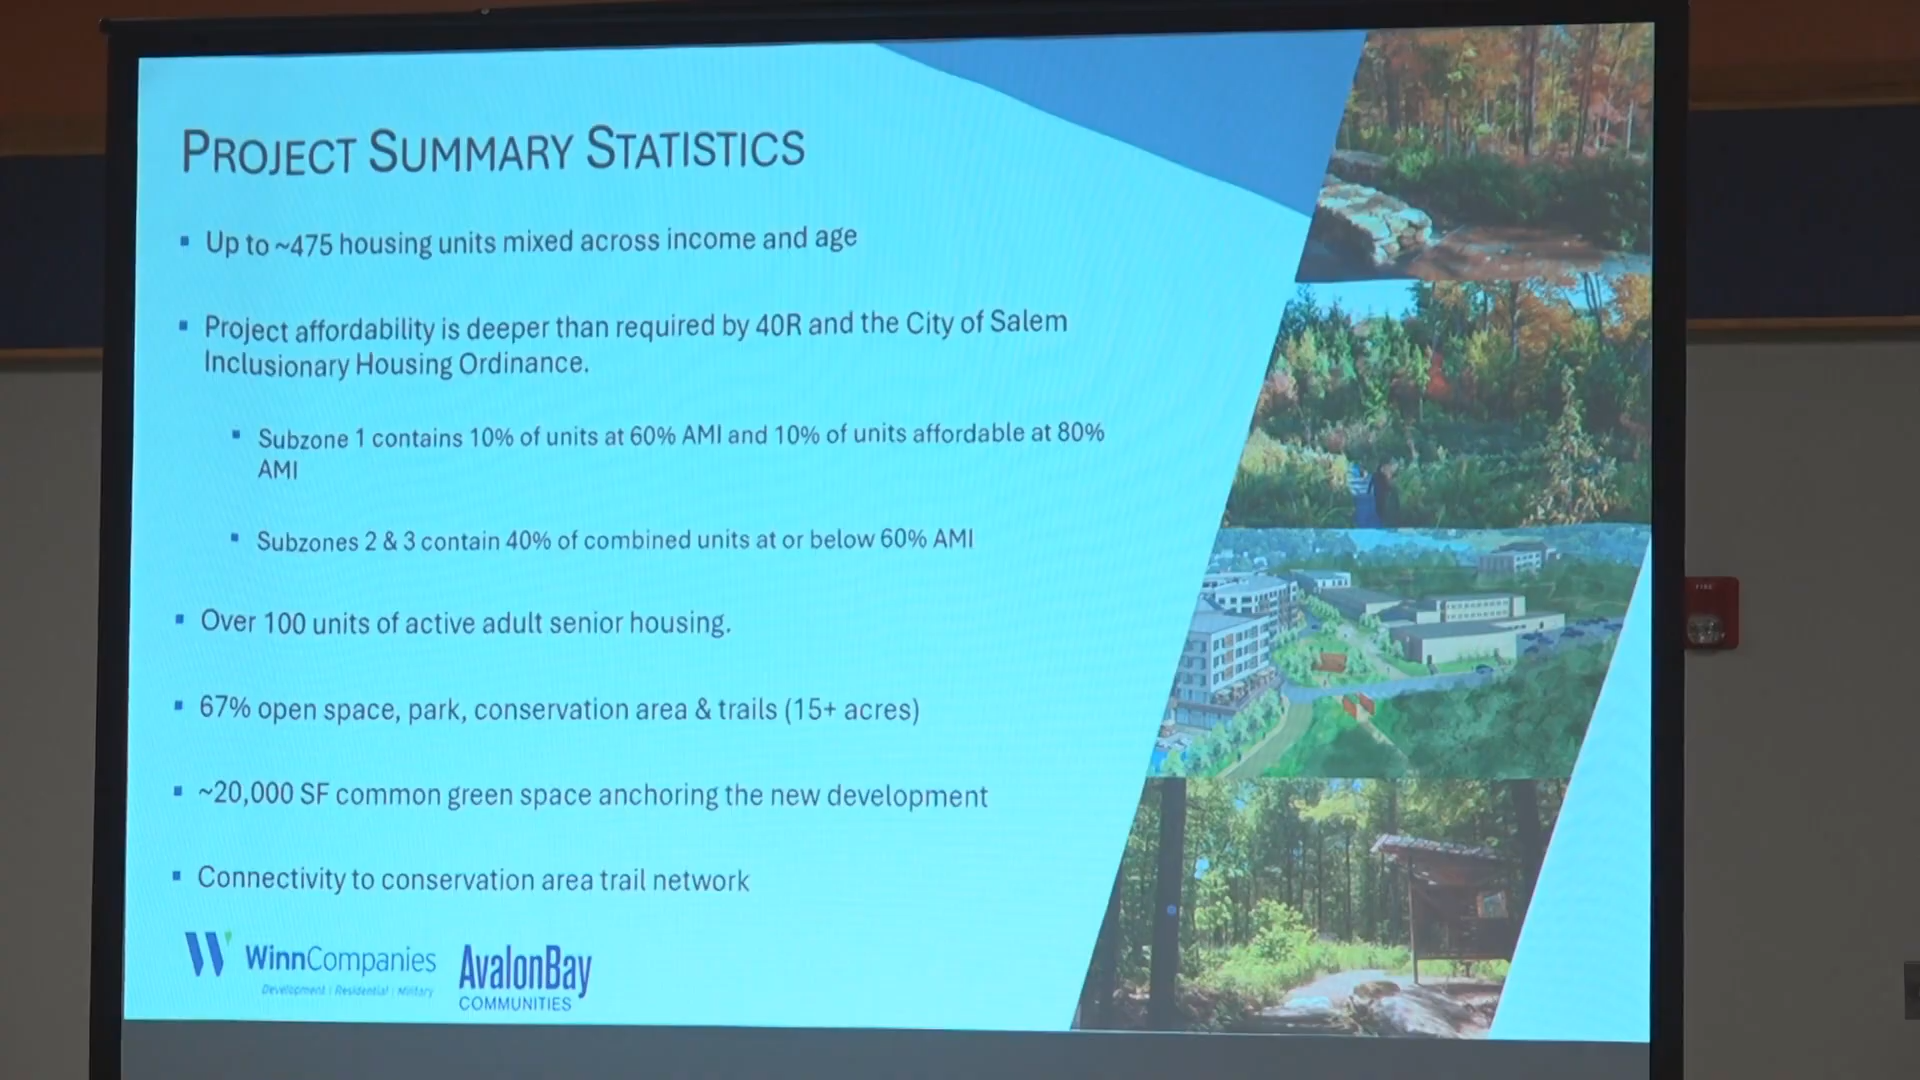 PROJECT SUMMARY STATISTICS
▪ Up to ~475 housing units mixed across income and age
▪ Project affordability is deeper than required by 40R and the City of Salem
Inclusionary Housing Ordinance.
▪ Subzone 1 contains 10% of units at 60% AMI and 10% of units affordable at 80%
AMI
▪ Subzones 2 & 3 contain 40% of combined units at or below 60% AMI
▪ Over 100 units of active adult senior housing.
▪ 67% open space, park, conservation area & trails (15+ acres)
▪ ~20,000 SF common green space anchoring the new development
▪ Connectivity to conservation area trail network
WinnCompanies
Development | Residential | Military
AvalonBay
COMMUNITIES
FIRE